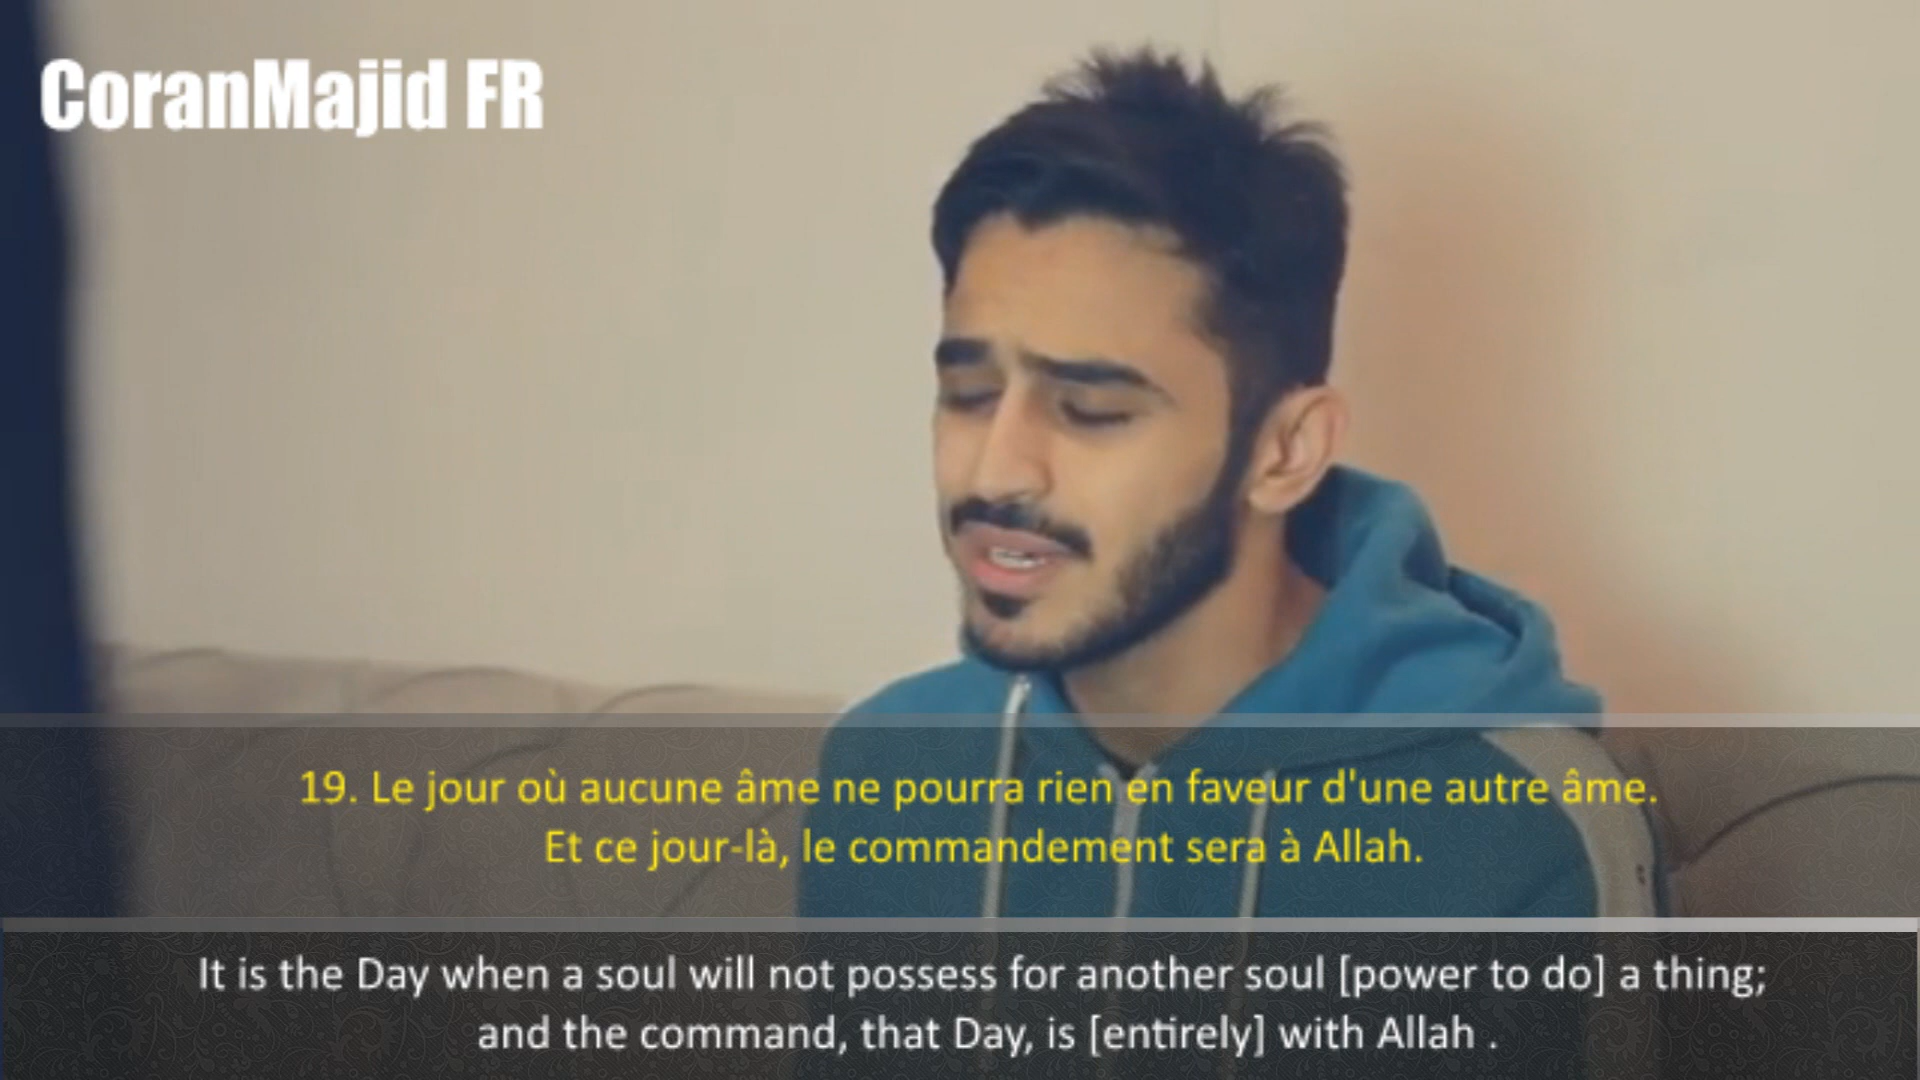 CoranMajid FR
19. Le jour où aucune âme ne pourra rien en faveur d'une autre âme.
Et ce jour-là, le commandement sera à Allah.
It is the Day when a soul will not possess for another soul [power to do] a thing;
and the command, that Day, is [entirely] with Allah .